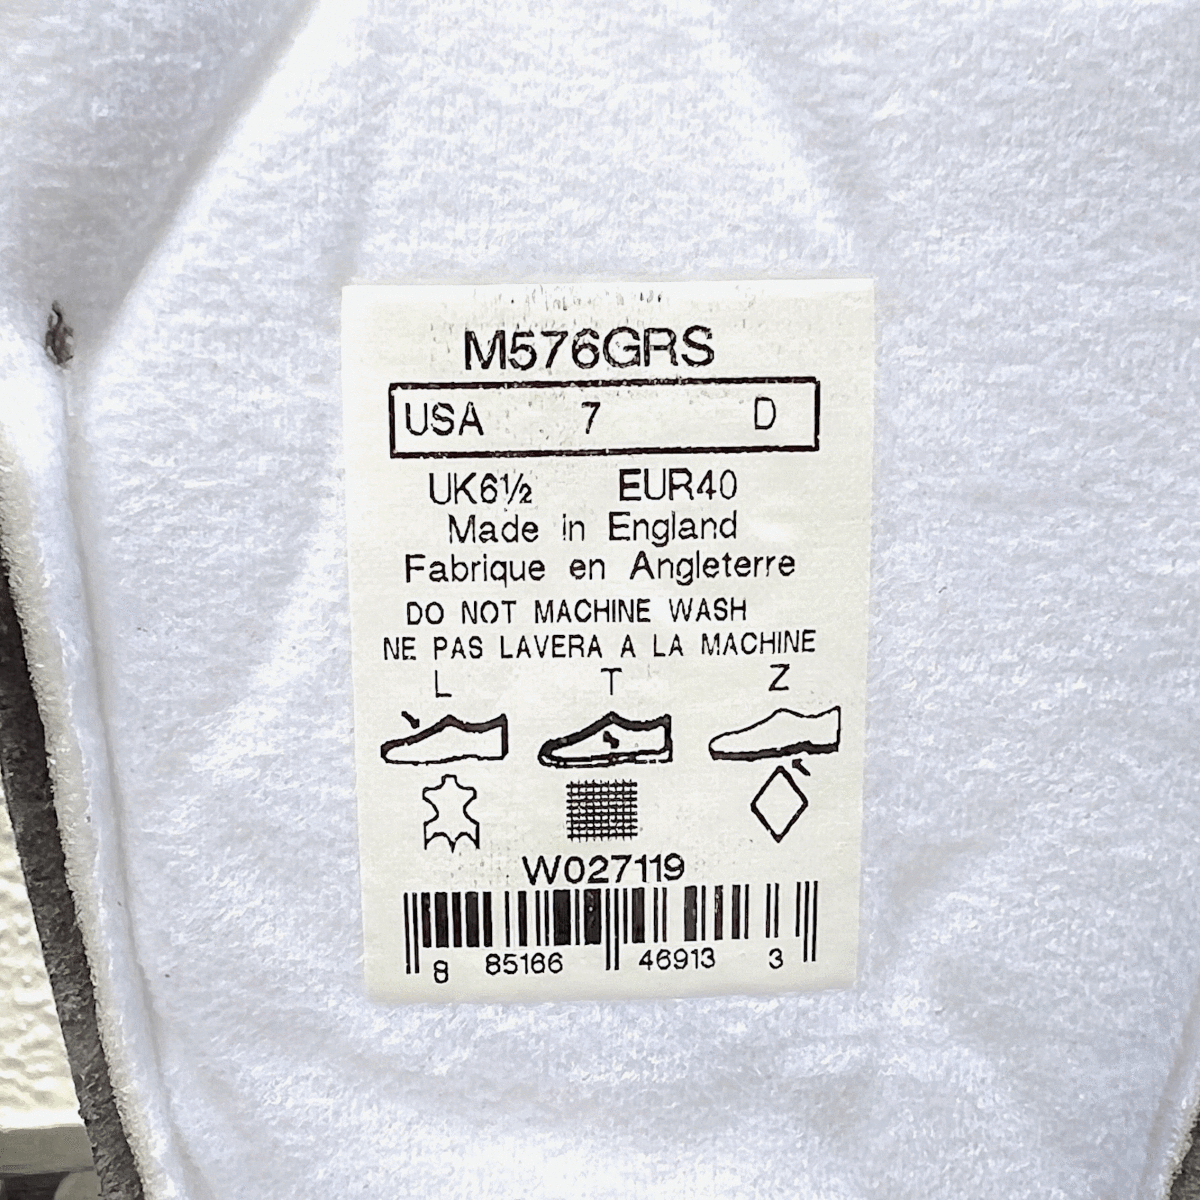 M576GRS
USA 7 D
UK6½ EUR40
Made in England
Fabrique en Angleterre
DO NOT MACHINE WASH
NE PAS LAVERA A LA MACHINE
L T Z
W027119
8 85166 46913 3